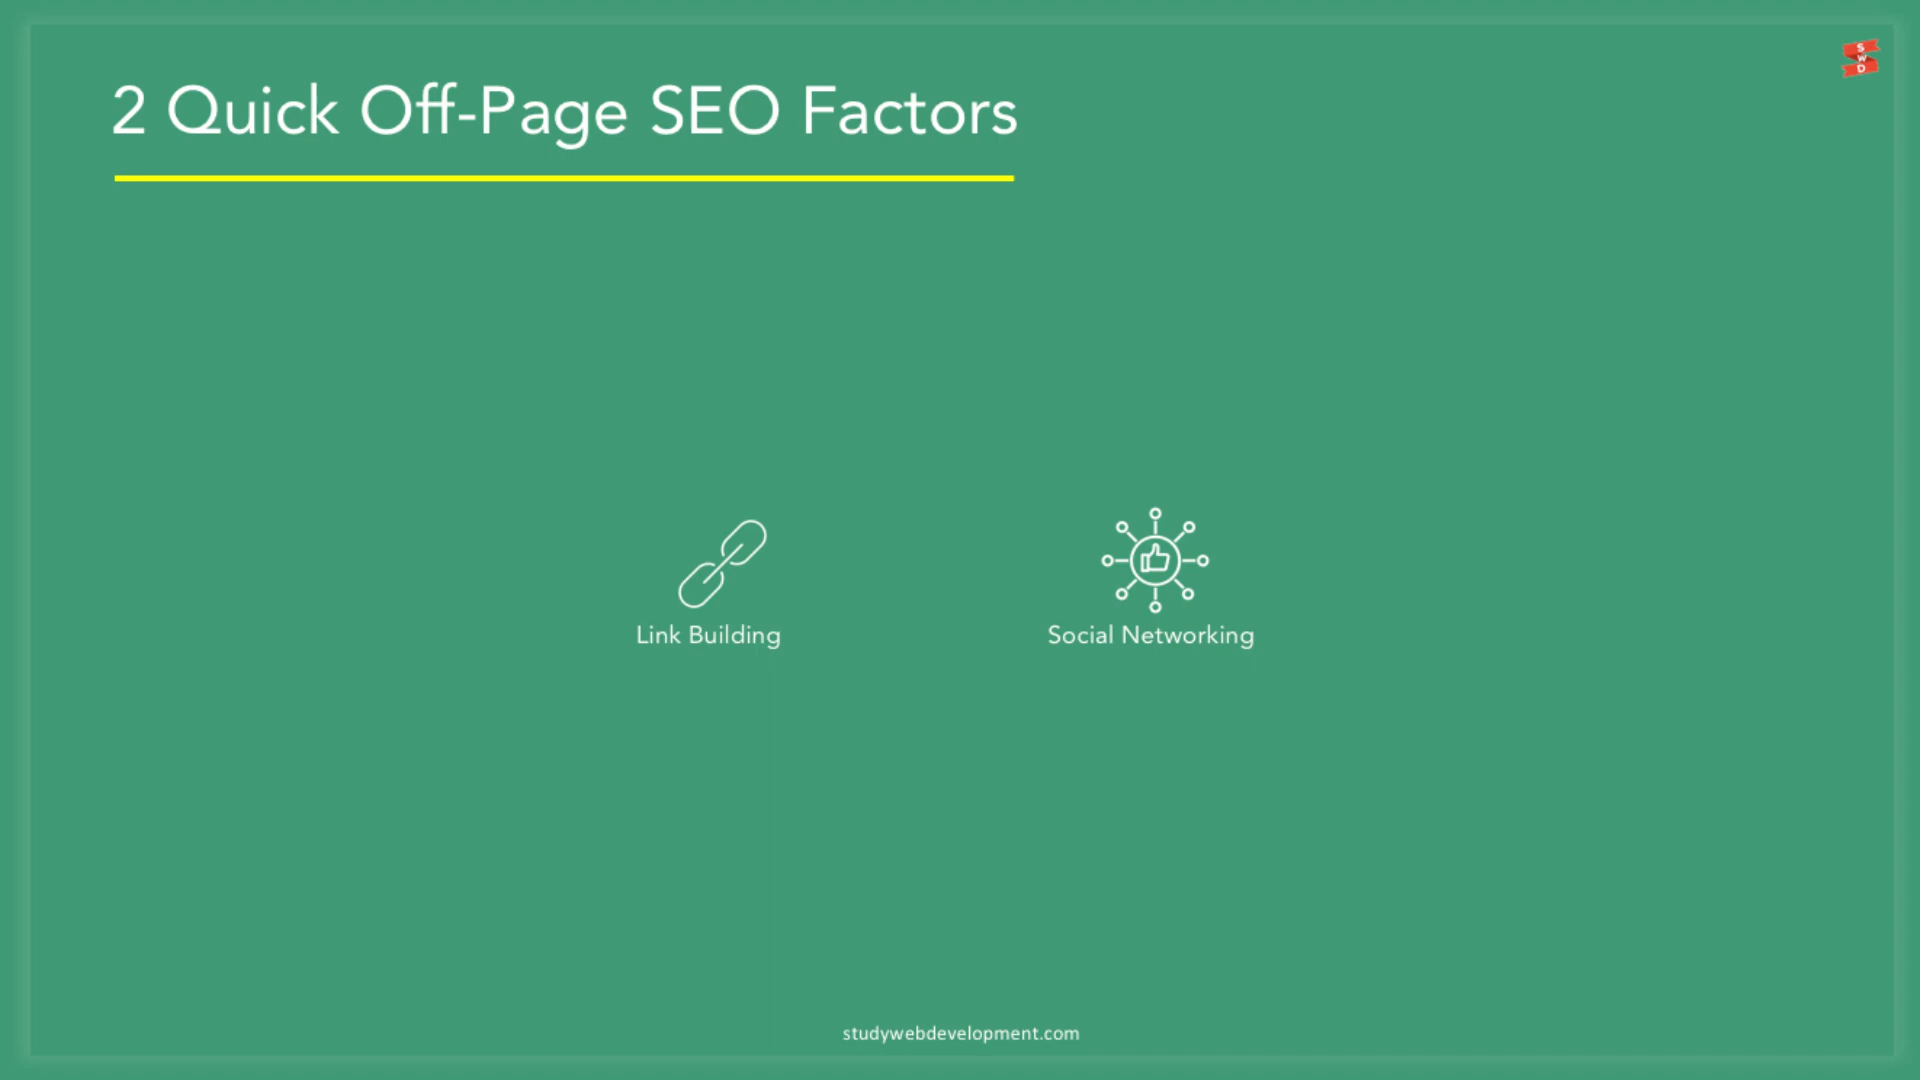 2 Quick Off-Page SEO Factors
S
W
D
Link Building
Social Networking
studywebdevelopment.com